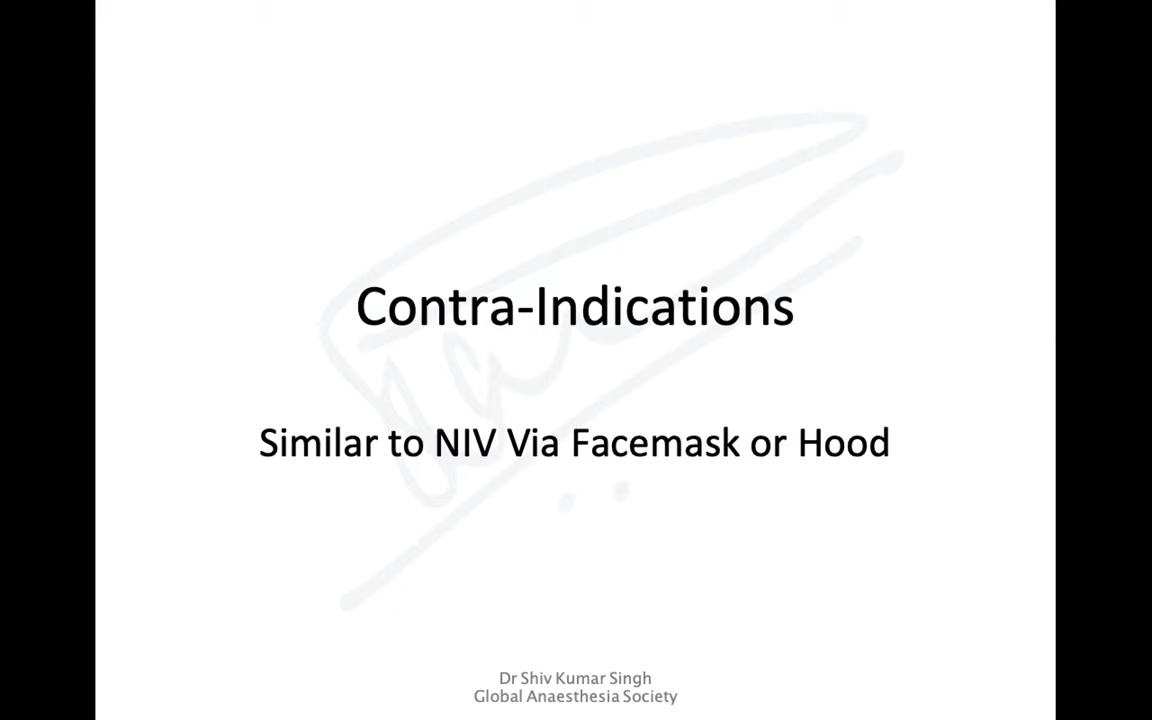 Contra-Indications
Similar to NIV Via Facemask or Hood
Dr Shiv Kumar Singh
Global Anaesthesia Society